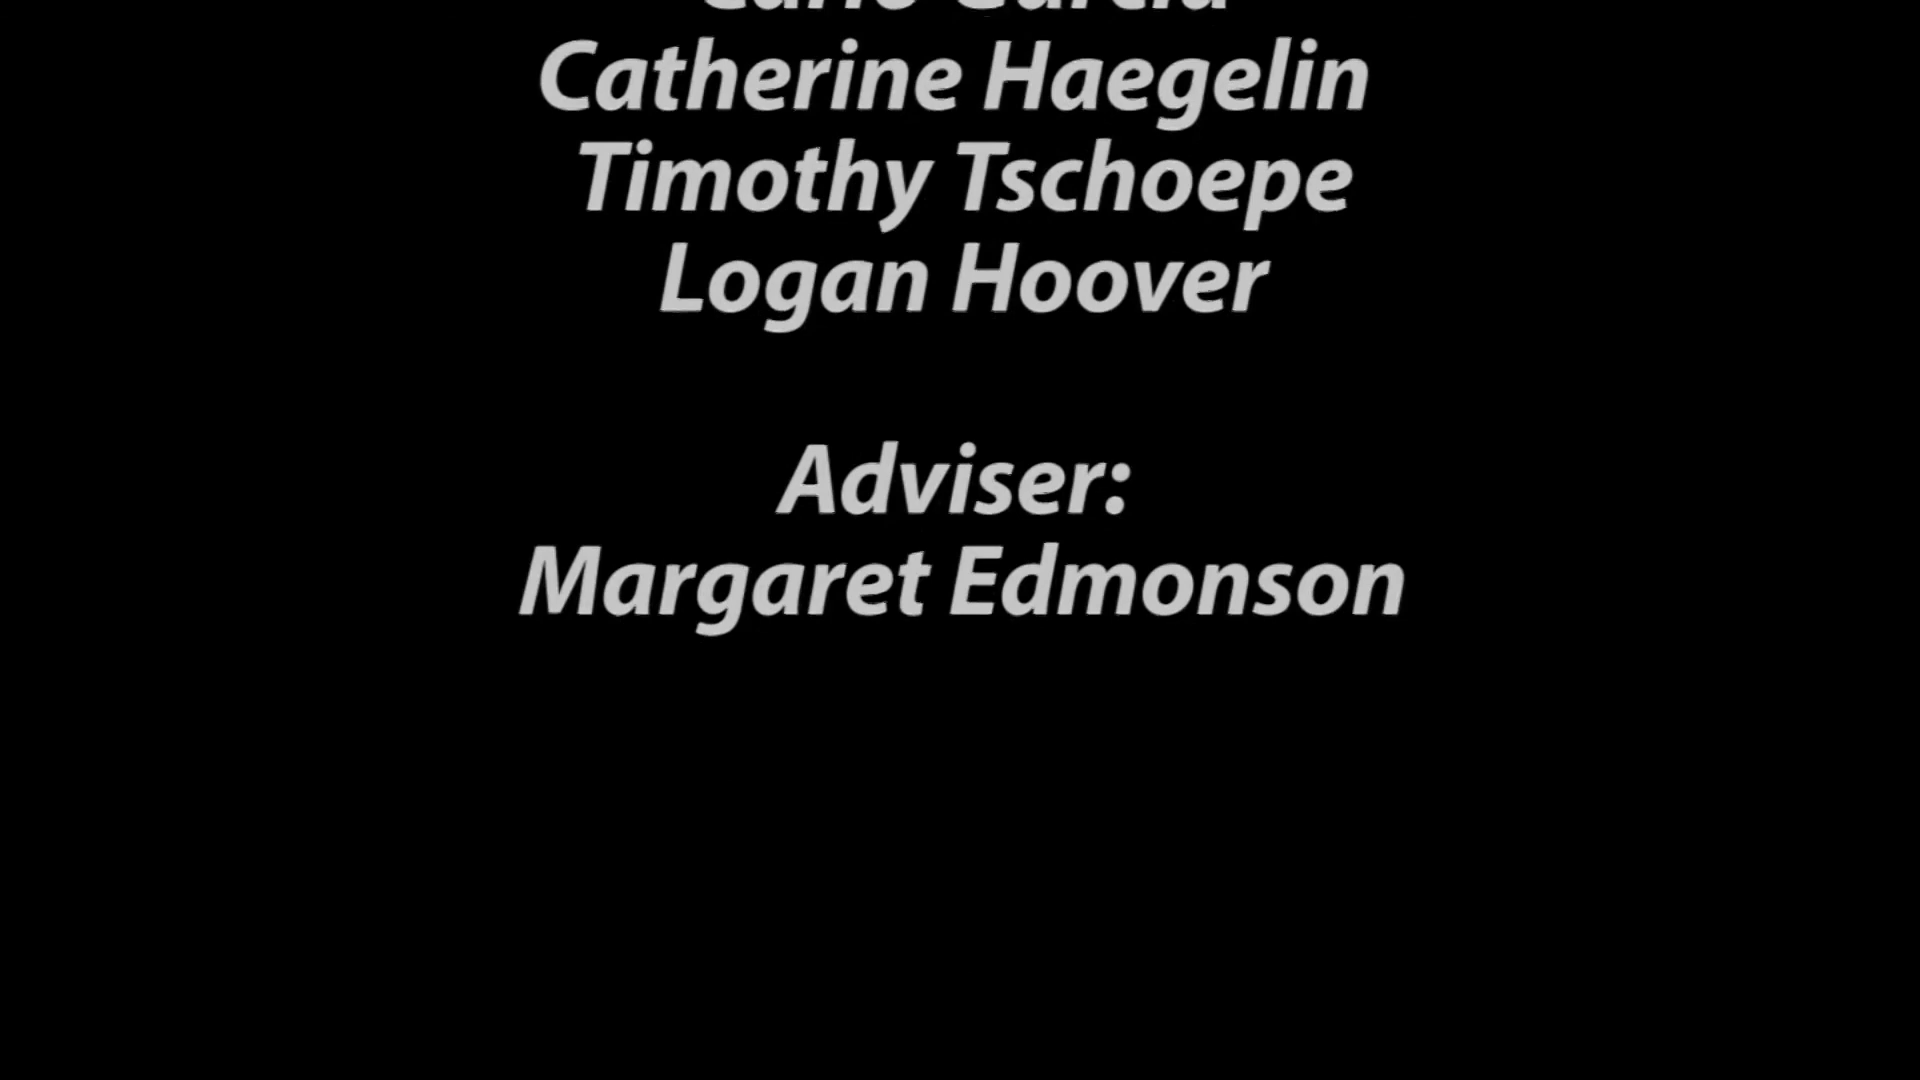 Catherine Haegelin
Timothy Tschoepe
Logan Hoover
Adviser:
Margaret Edmonson